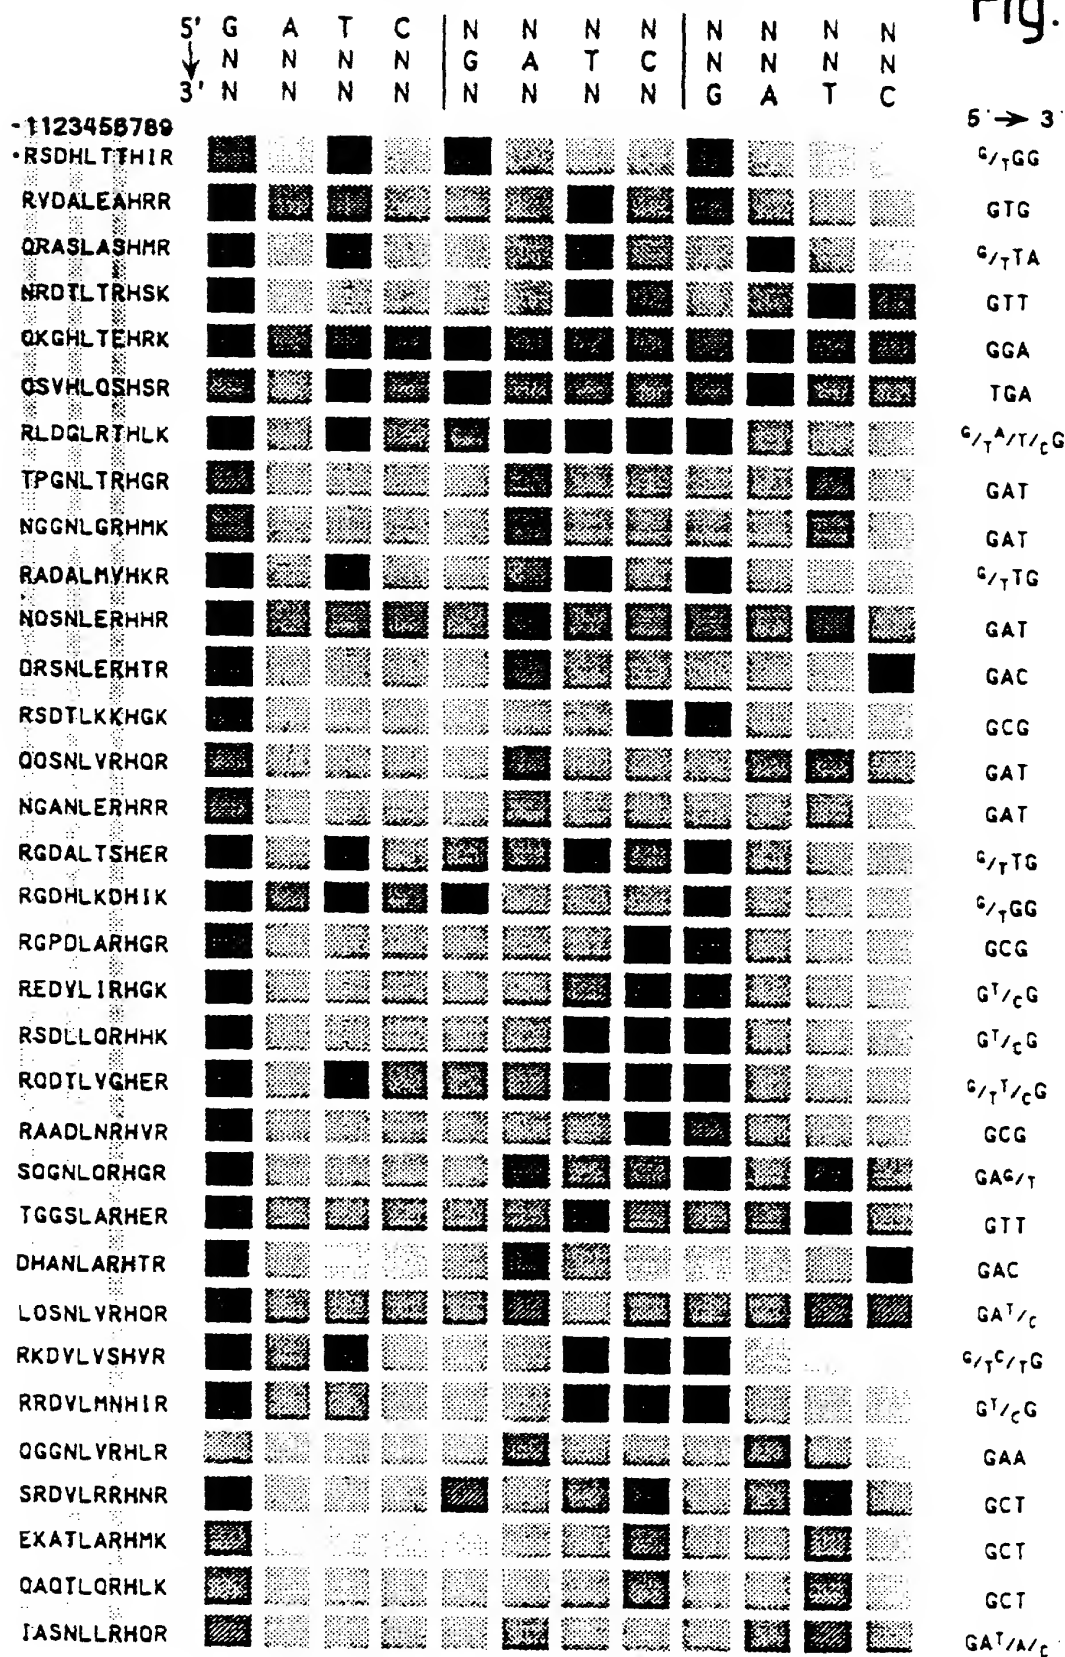 Fig.
5' G A T C N N N N N N N N
↓ N N N N G A T C N N N N
3' N N N N N N N N G A T C
-1123456789 5' → 3'
RSDHLTTHIR G/TGG
RVDALEAHRR GTG
QRASLASHMR G/TTA
NRDTLTRHSK GTT
QKGHLTEHRK GGA
QSVHLQSHSR TGA
RLDGLRTHLK G/TA/T/CG
TPGNLTRHGR GAT
NGGNLGRHMK GAT
RADALMVHKR G/TTG
NQSNLERHHR GAT
DRSNLERHTR GAC
RSDTLKKHGK GCG
QQSNLVRHQR GAT
NGANLERHRR GAT
RGDALTSHER G/TTG
RGDHLKDHIK G/TGG
RGPDLARHGR GCG
REDVLIRHGK GT/CG
RSDLLQRHHK GT/CG
RQDTLVGHER G/TT/CG
RAADLNRHVR GCG
SQGNLQRHGR GAG/T
TGGSLARHER GTT
DHANLARHTR GAC
LQSNLVRHQR GAT/C
RKDVLVSHVR G/TC/TG
RRDVLMNHIR GT/CG
QGGNLVRHLR GAA
SRDVLRRHNR GCT
EKATLARHMK GCT
QAQTLQRHLK GCT
IASNLLRHQR GAT/A/C